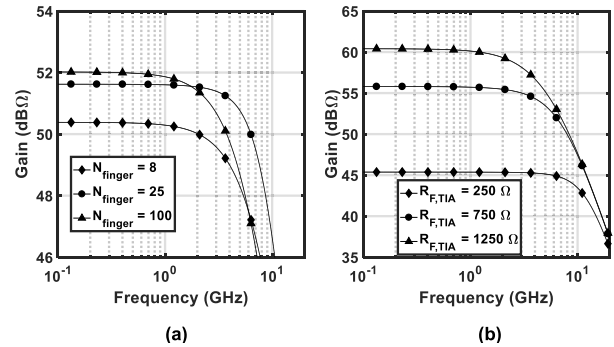 54
52
50
48
46
Gain (dBΩ)
N_finger = 8
N_finger = 25
N_finger = 100
10^-1
10^0
10^1
Frequency (GHz)
(a)
65
60
55
50
45
40
35
Gain (dBΩ)
R_F,TIA = 250 Ω
R_F,TIA = 750 Ω
R_F,TIA = 1250 Ω
10^-1
10^0
10^1
Frequency (GHz)
(b)